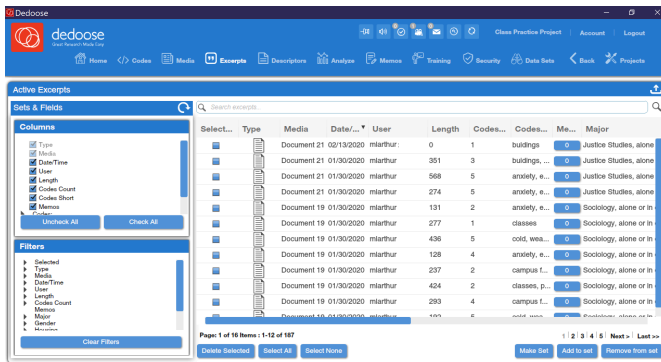 Dedoose
dedoose
Great Research Made Easy
Class Practice Project | Account | Logout
Home </> Codes Media Excerpts Descriptors Analyze Memos Training Security Data Sets Back Projects
Active Excerpts
Sets & Fields
Search excerpts..
Columns
Type
Media
Date/Time
User
Length
Codes Count
Codes Short
Memos
Codes:
Uncheck All Check All
Filters
Selected
Type
Media
Date/Time
User
Length
Codes Count
Memos
Major
Gender
Housing
Clear Filters
Select... Type Media Date/... User Length Codes... Codes... Me... Major
Document 21 02/13/2020 mlarthur 0 1 buidings 0 Justice Studies, alone
Document 21 01/30/2020 mlarthur 351 3 buidings, ... 0 Justice Studies, alone
Document 21 01/30/2020 mlarthur 568 5 anxiety, e... 0 Justice Studies, alone
Document 21 01/30/2020 mlarthur 274 5 anxiety, e... 0 Justice Studies, alone
Document 19 01/30/2020 mlarthur 131 2 anxiety, e... 0 Sociology, alone or in
Document 19 01/30/2020 mlarthur 277 1 classes 0 Sociology, alone or in
Document 19 01/30/2020 mlarthur 436 5 cold, wea... 0 Sociology, alone or in
Document 19 01/30/2020 mlarthur 128 4 anxiety, e... 0 Sociology, alone or in
Document 19 01/30/2020 mlarthur 237 2 campus f... 0 Sociology, alone or in
Document 19 01/30/2020 mlarthur 424 2 classes, p... 0 Sociology, alone or in
Document 19 01/30/2020 mlarthur 293 4 campus f... 0 Sociology, alone or in
Page: 1 of 16 Items : 1-12 of 187
1 | 2 | 3 | 4 | 5 Next > Last >>
Delete Selected Select All Select None Make Set Add to set Remove from set